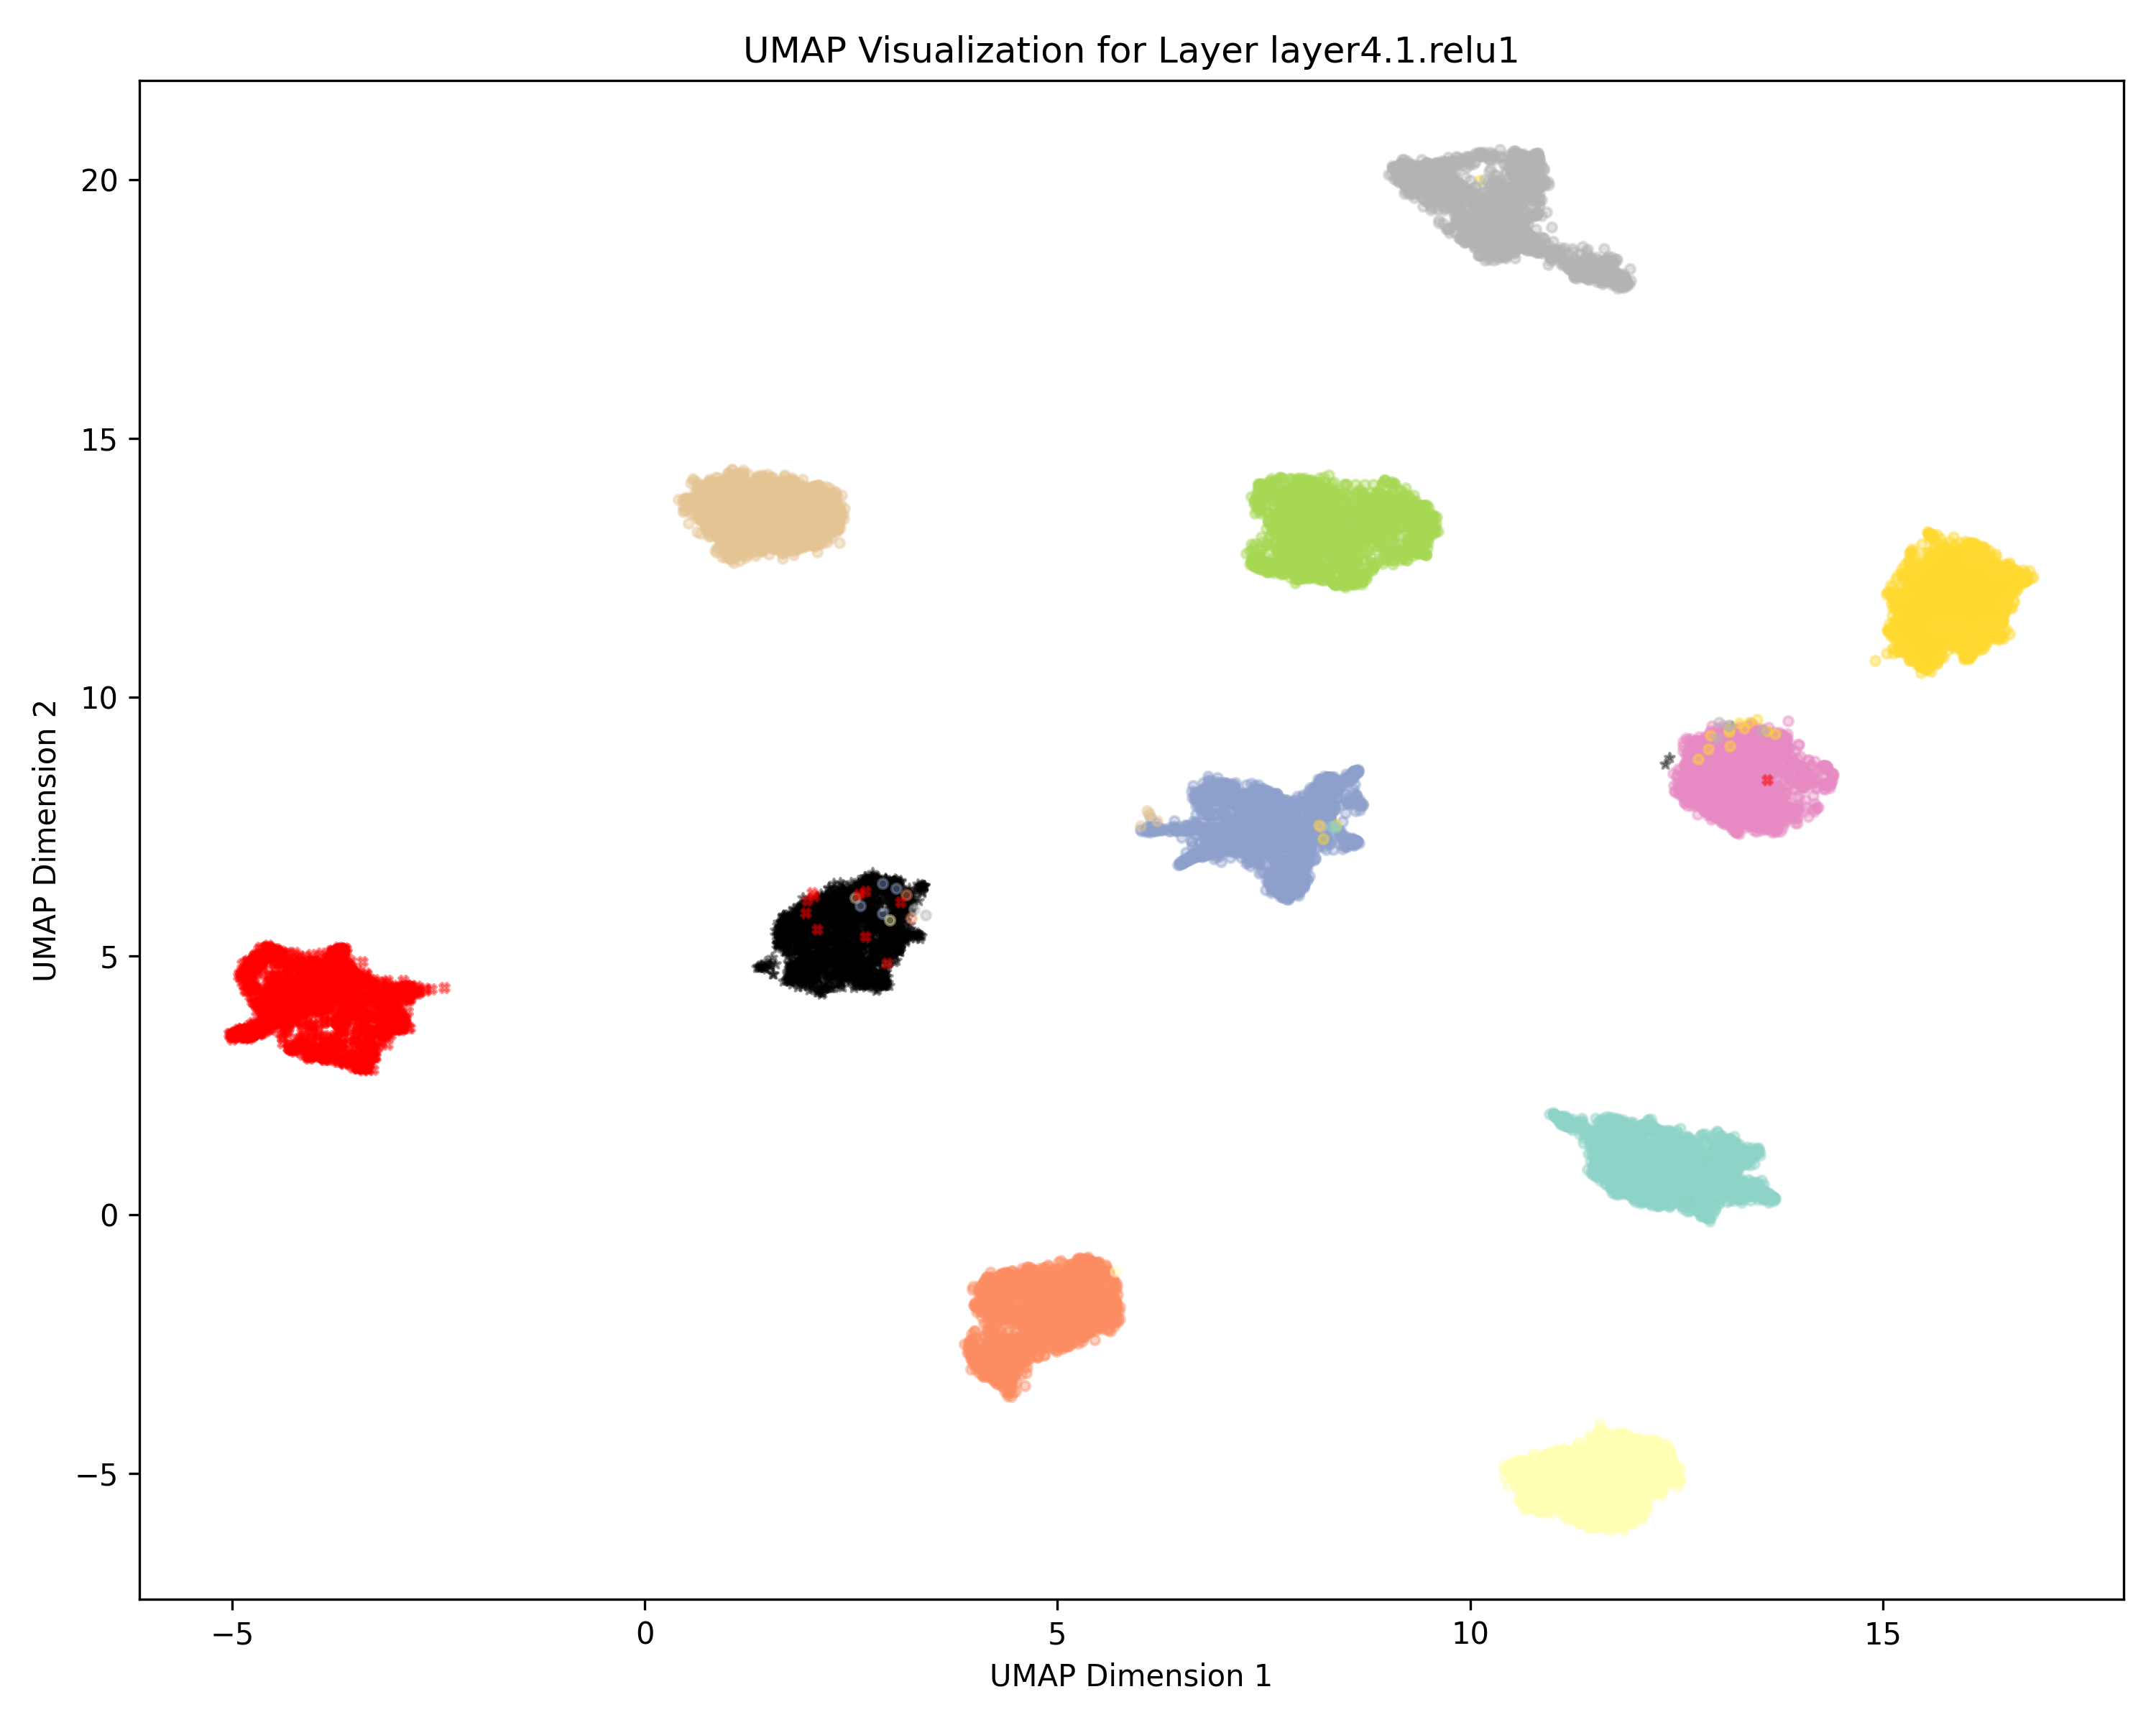 UMAP Visualization for Layer layer4.1.relu1
20
15
10
5
0
−5
UMAP Dimension 2
−5 0 5 10 15
UMAP Dimension 1